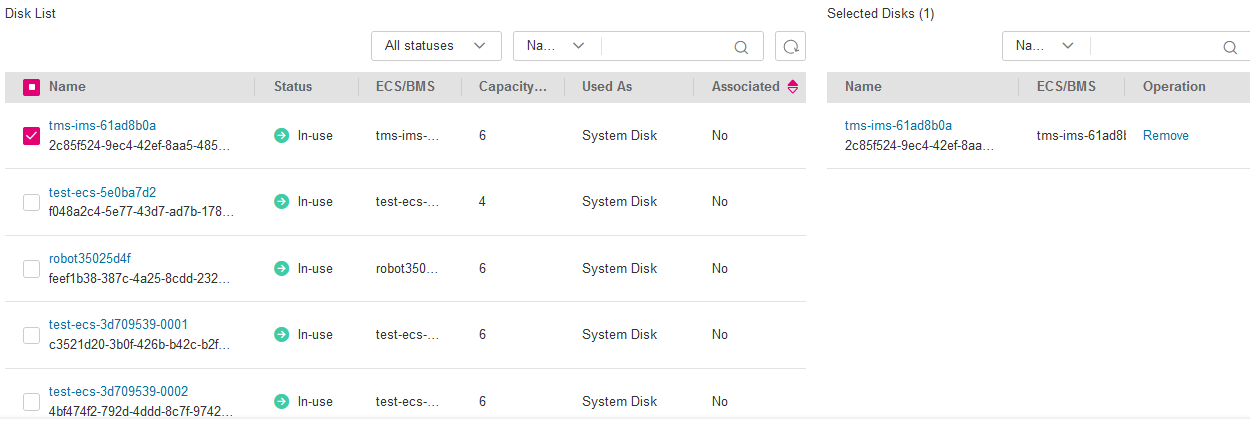 Disk List
Selected Disks (1)
All statuses
Na...
Na...
Name Status ECS/BMS Capacity... Used As Associated
Name ECS/BMS Operation
tms-ims-61ad8b0a
2c85f524-9ec4-42ef-8aa5-485...
In-use tms-ims-... 6 System Disk No
tms-ims-61ad8b0a
2c85f524-9ec4-42ef-8aa...
tms-ims-61ad8b Remove
test-ecs-5e0ba7d2
f048a2c4-5e77-43d7-ad7b-178...
In-use test-ecs-... 4 System Disk No
robot35025d4f
feef1b38-387c-4a25-8cdd-232...
In-use robot350... 6 System Disk No
test-ecs-3d709539-0001
c3521d20-3b0f-426b-b42c-b2f...
In-use test-ecs-... 6 System Disk No
test-ecs-3d709539-0002
4bf474f2-792d-4ddd-8c7f-9742...
In-use test-ecs-... 6 System Disk No